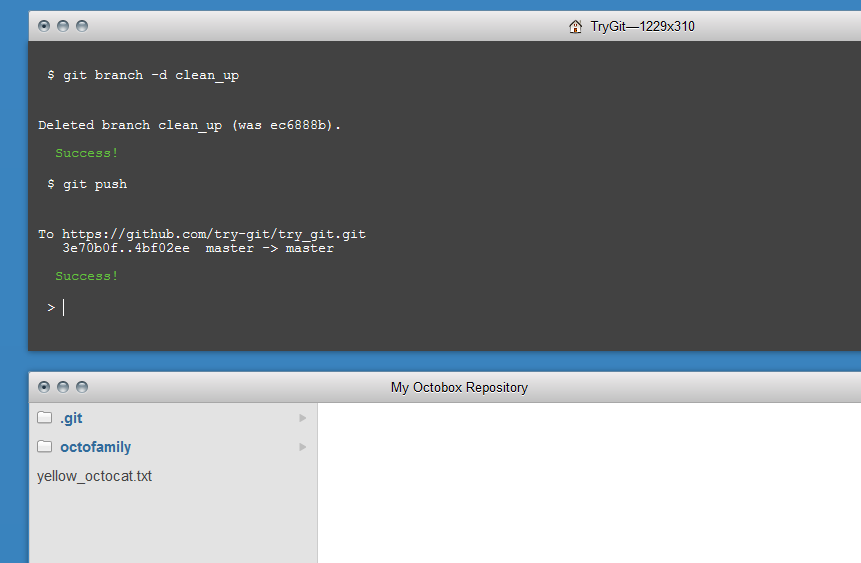 TryGit—1229x310
$ git branch -d clean_up
Deleted branch clean_up (was ec6888b).
Success!
$ git push
To https://github.com/try-git/try_git.git
3e70b0f..4bf02ee  master -> master
Success!
>
My Octobox Repository
.git
octofamily
yellow_octocat.txt